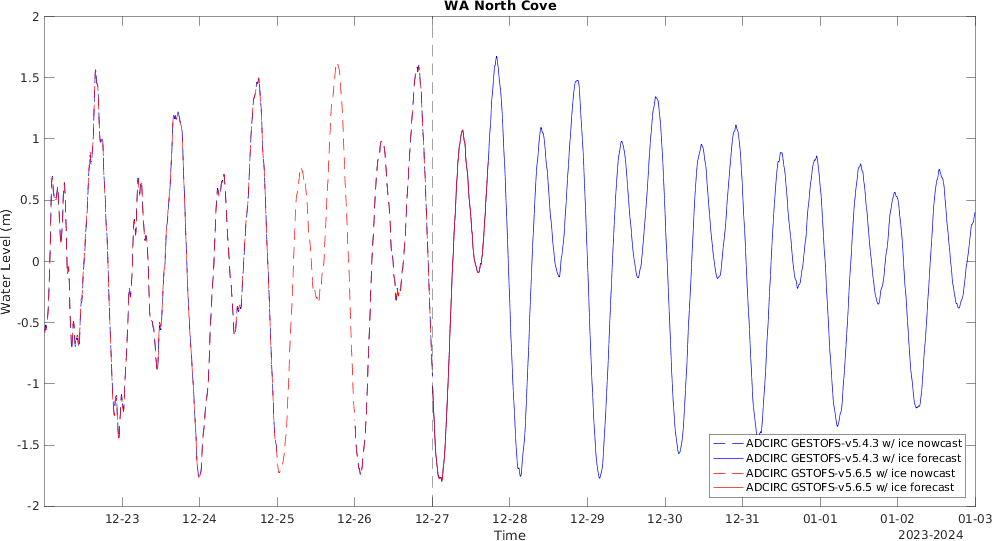 WA North Cove
2
1.5
1
0.5
0
-0.5
-1
-1.5
-2
Water Level (m)
ADCIRC GESTOFS-v5.4.3 w/ ice nowcast
ADCIRC GESTOFS-v5.4.3 w/ ice forecast
ADCIRC GSTOFS-v5.6.5 w/ ice nowcast
ADCIRC GSTOFS-v5.6.5 w/ ice forecast
12-23 12-24 12-25 12-26 12-27 12-28 12-29 12-30 12-31 01-01 01-02 01-03
Time
2023-2024